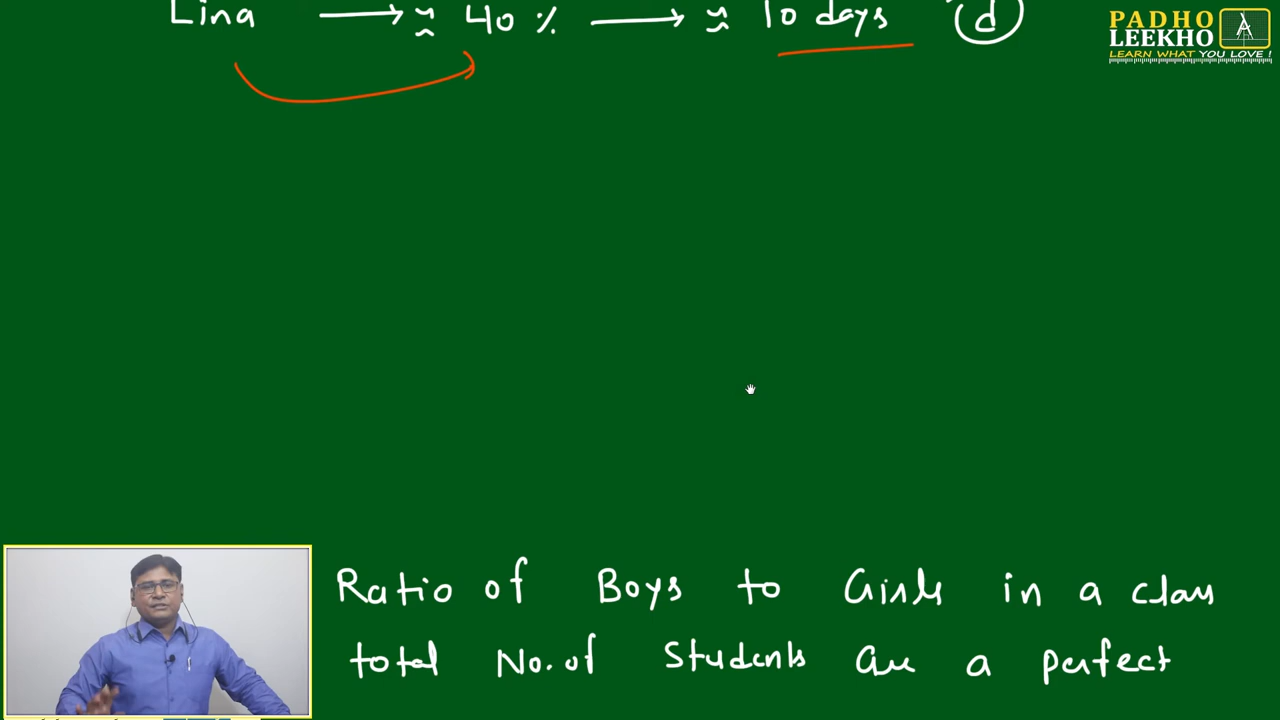 Lina → ≈ 40 % → ≈ 10 days (d)
PADHO
LEEKHO
LEARN WHAT YOU LOVE !
Ratio of Boys to Girls in a class
total No. of Students are a perfect